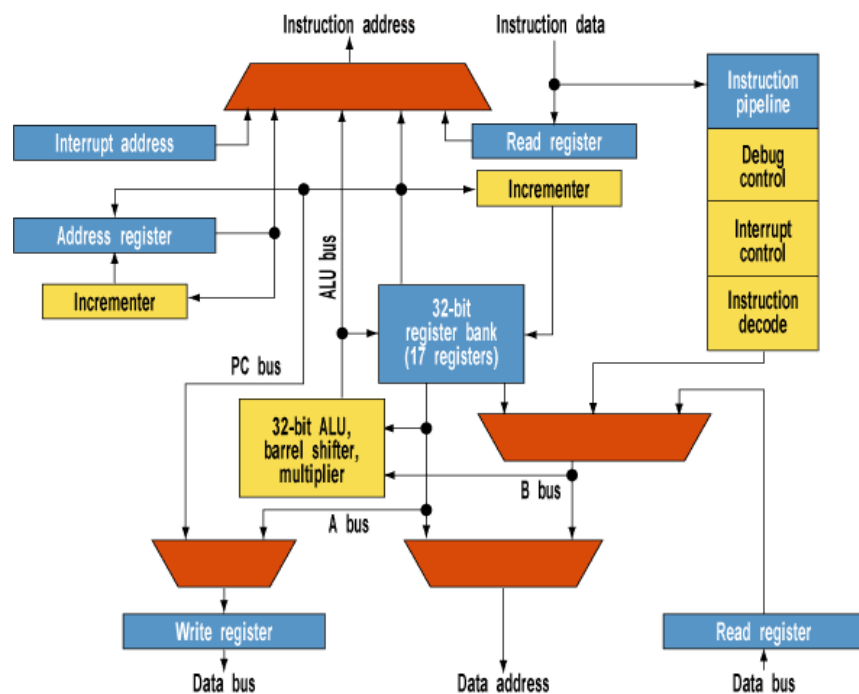 Instruction address
Instruction data
Instruction
pipeline
Interrupt address
Read register
Debug
control
Incrementer
Address register
Interrupt
control
ALU bus
Incrementer
32-bit
register bank
(17 registers)
Instruction
decode
PC bus
32-bit ALU,
barrel shifter,
multiplier
B bus
A bus
Write register
Read register
Data bus
Data address
Data bus